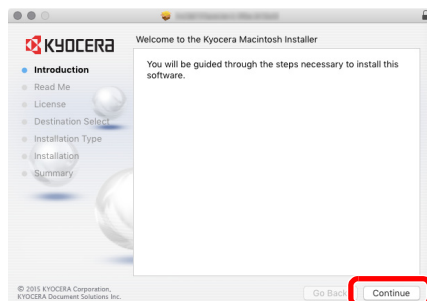 KYOCERA
Welcome to the Kyocera Macintosh Installer
Introduction
Read Me
License
Destination Select
Installation Type
Installation
Summary
You will be guided through the steps necessary to install this
software.
© 2015 KYOCERA Corporation,
KYOCERA Document Solutions Inc.
Go Back
Continue